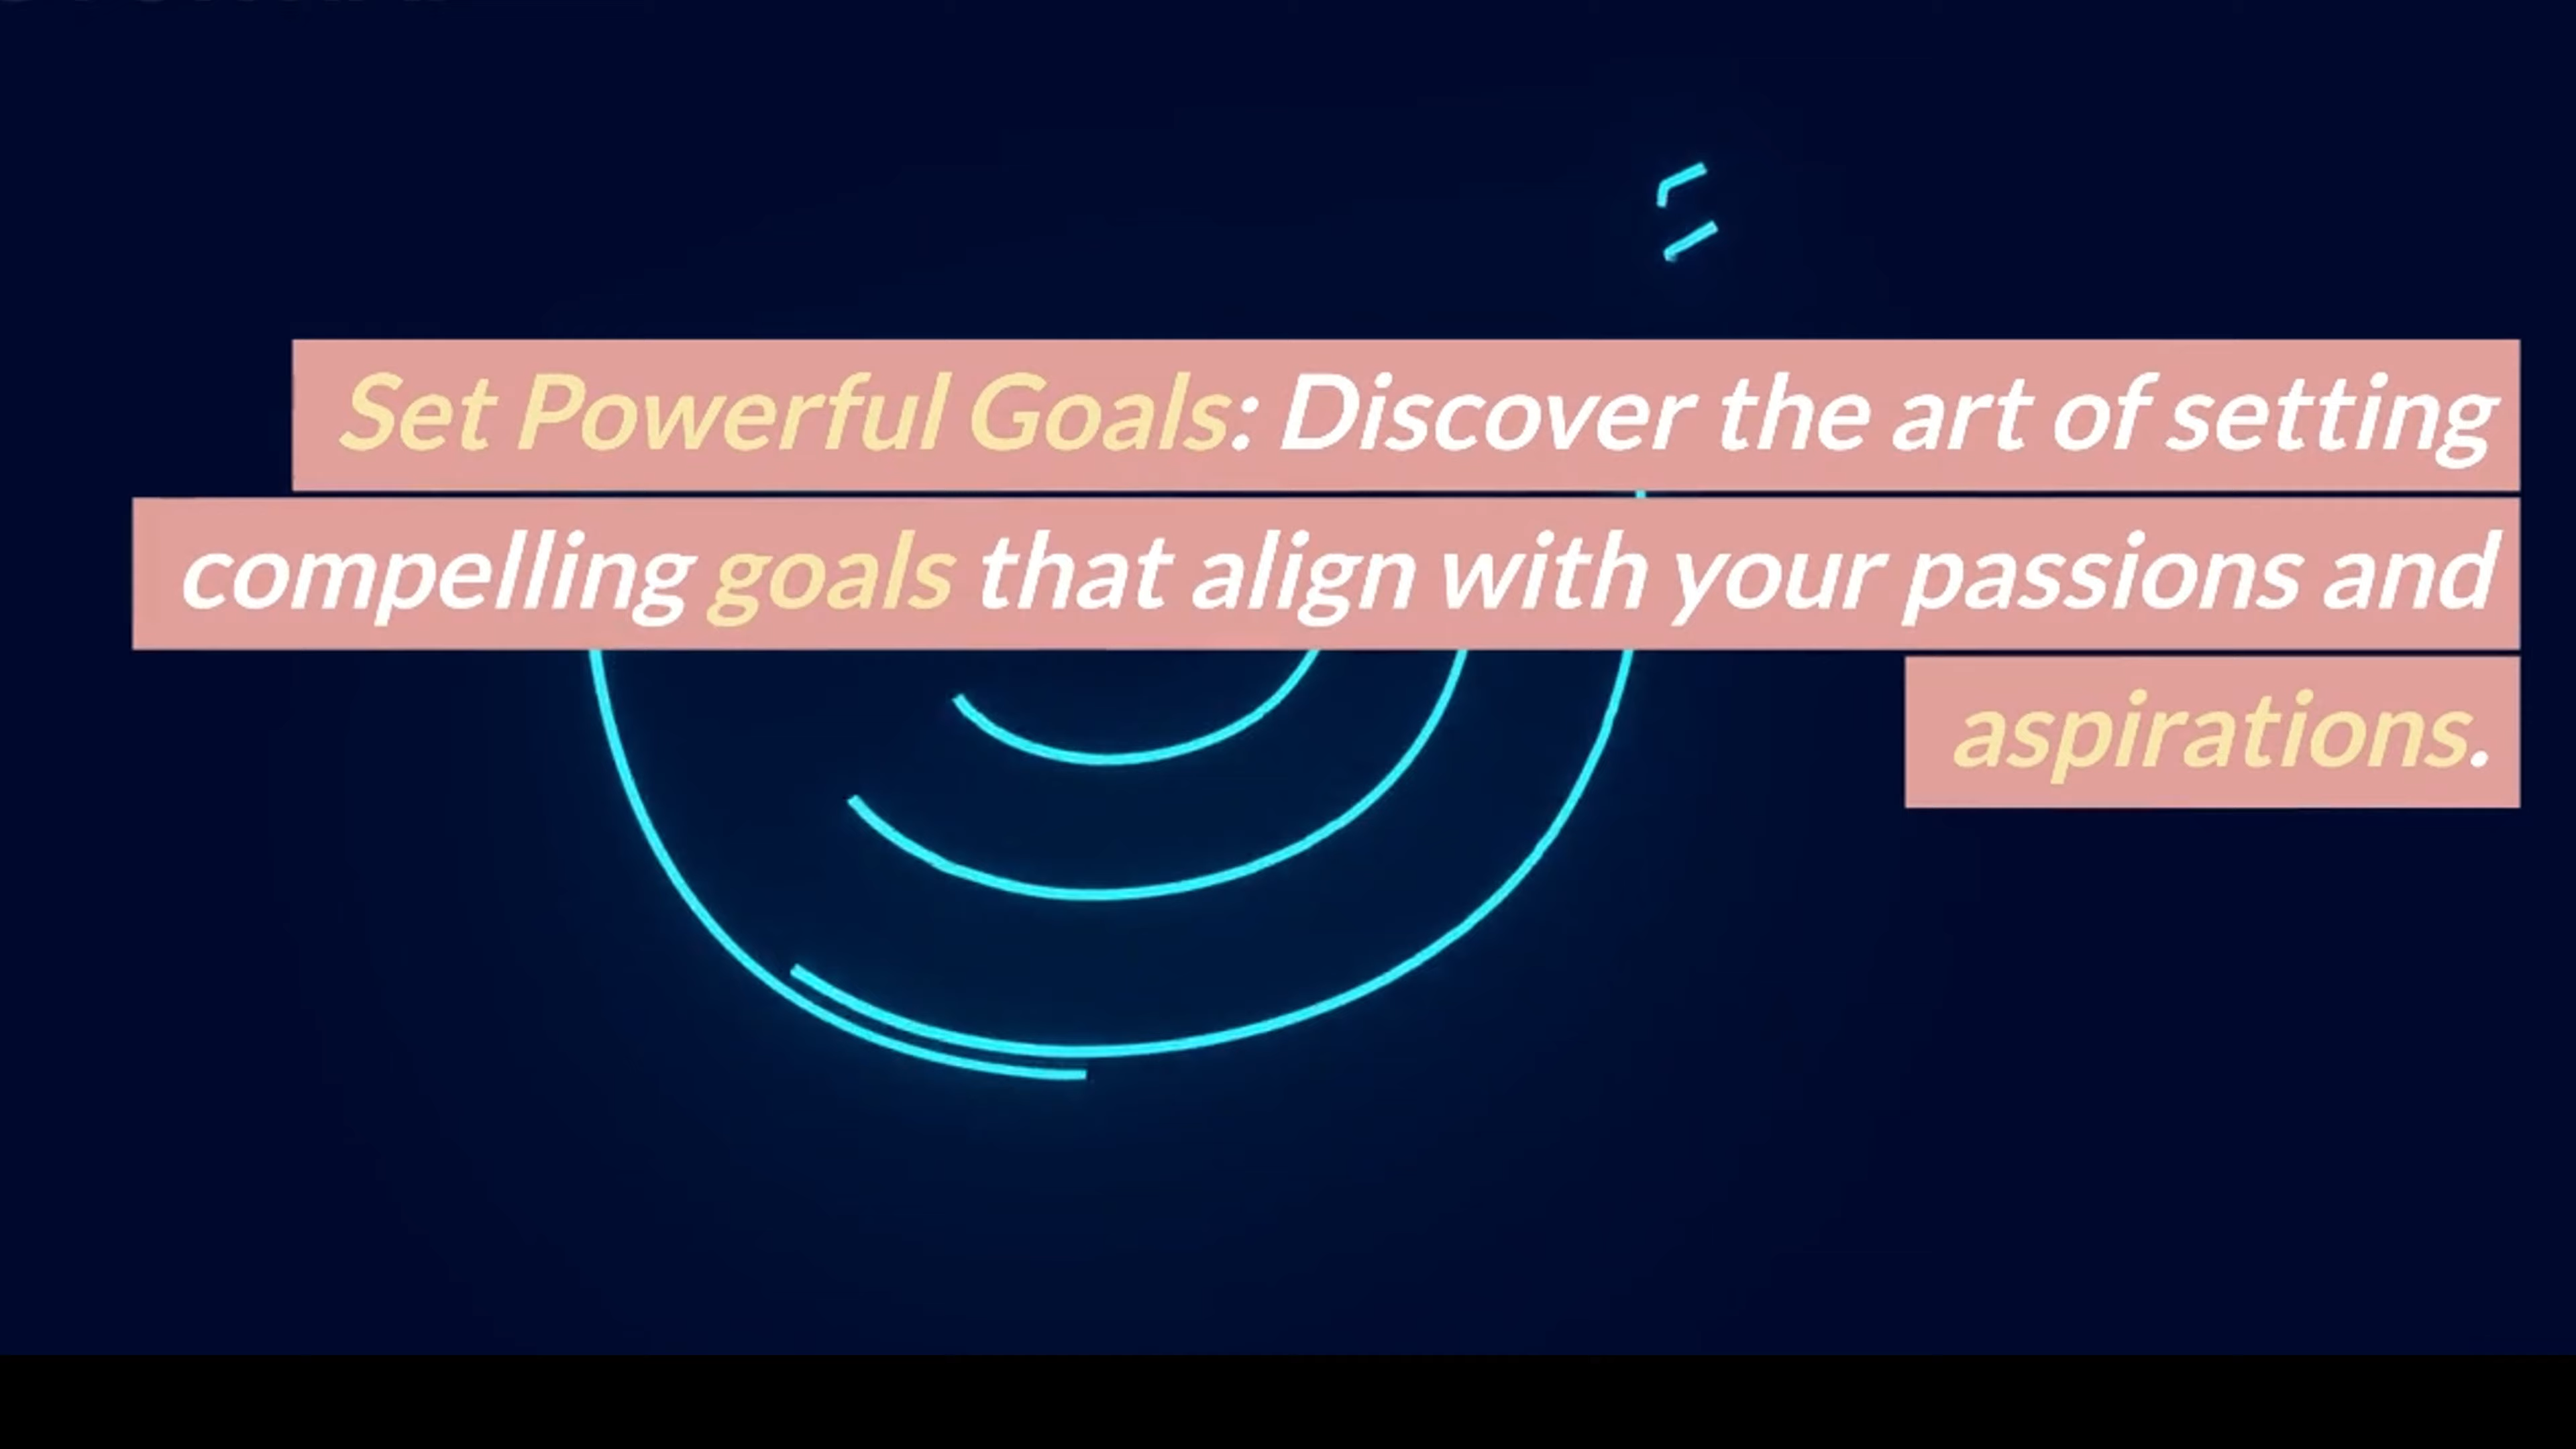 Set Powerful Goals: Discover the art of setting
compelling goals that align with your passions and
aspirations.